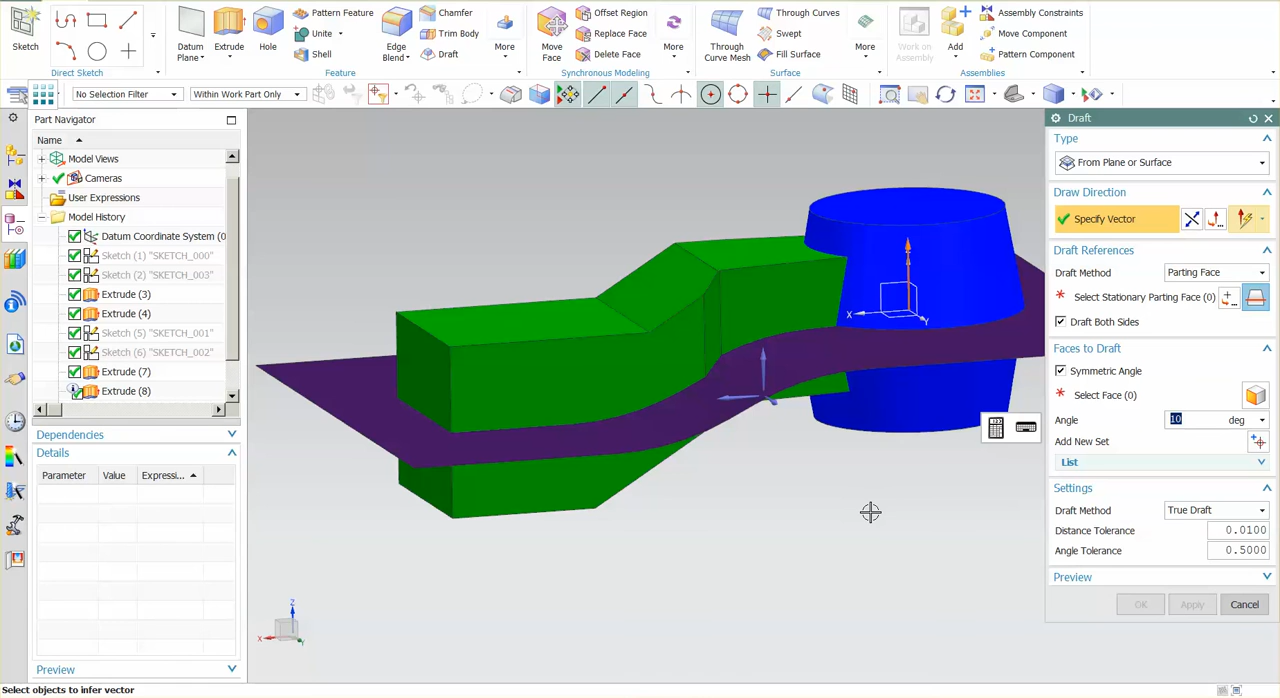 Sketch
Direct Sketch
Datum Plane
Extrude
Hole
Pattern Feature
Unite
Shell
Edge Blend
Chamfer
Trim Body
Draft
More
Feature
Move Face
Offset Region
Replace Face
Delete Face
More
Synchronous Modeling
Through Curve Mesh
Through Curves
Swept
Fill Surface
More
Surface
Work on Assembly
Add
Assembly Constraints
Move Component
Pattern Component
Assemblies
No Selection Filter
Within Work Part Only
Part Navigator
Name
Model Views
Cameras
User Expressions
Model History
Datum Coordinate System (0
Sketch (1) "SKETCH_000"
Sketch (2) "SKETCH_003"
Extrude (3)
Extrude (4)
Sketch (5) "SKETCH_001"
Sketch (6) "SKETCH_002"
Extrude (7)
Extrude (8)
Dependencies
Details
Parameter Value Expressi...
Preview
Select objects to infer vector
X
Y
Z
X
Y
Draft
Type
From Plane or Surface
Draw Direction
Specify Vector
Draft References
Draft Method Parting Face
* Select Stationary Parting Face (0)
Draft Both Sides
Faces to Draft
Symmetric Angle
* Select Face (0)
Angle 10 deg
Add New Set
List
Settings
Draft Method True Draft
Distance Tolerance 0.0100
Angle Tolerance 0.5000
Preview
OK Apply Cancel